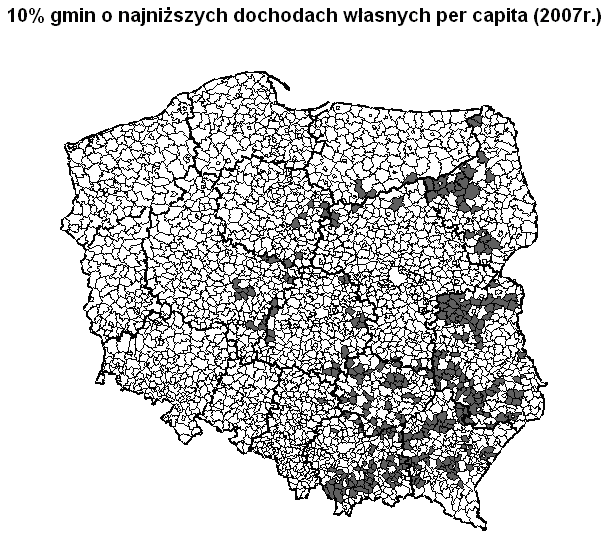 10% gmin o najniższych dochodach własnych per capita (2007r.)